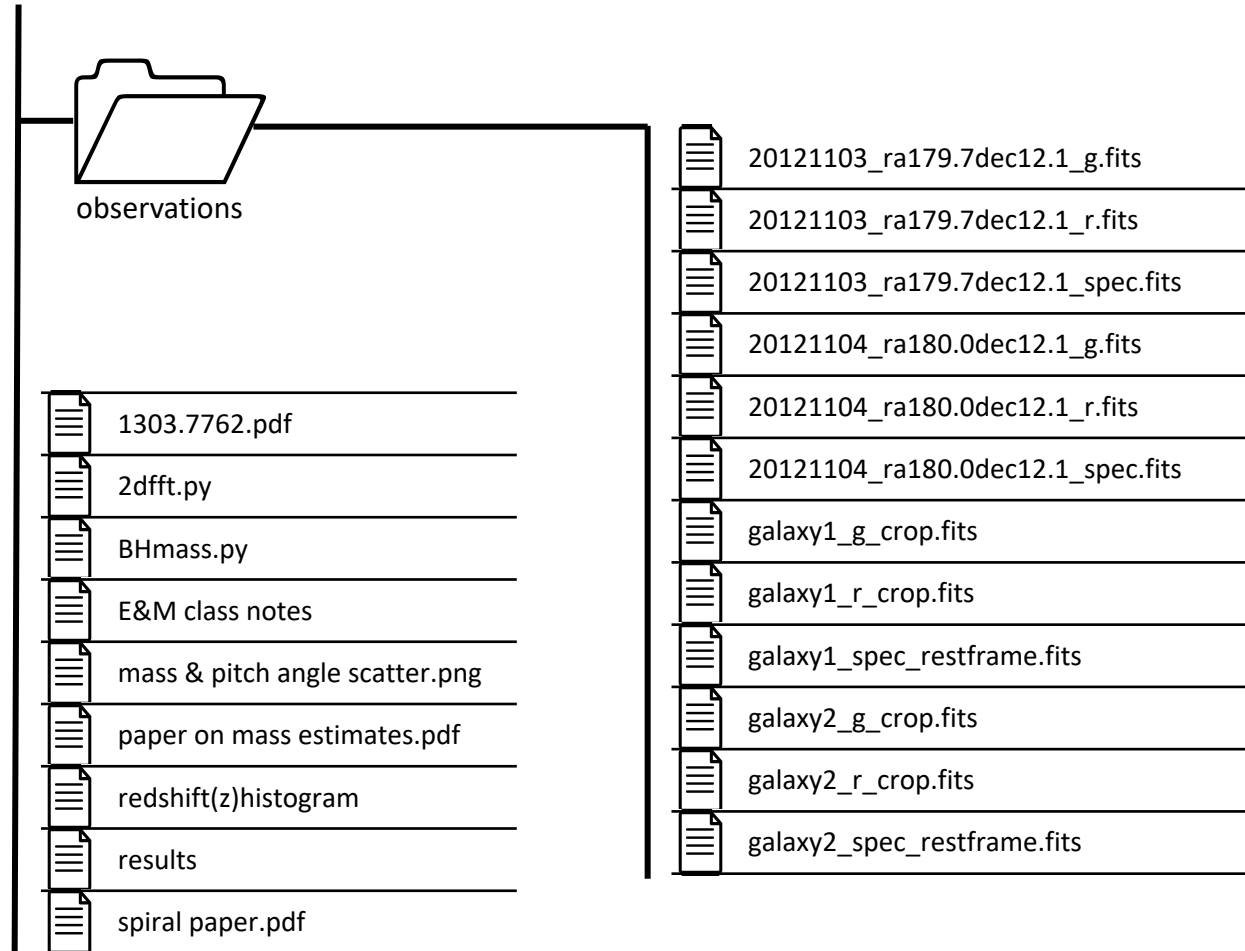 observations
20121103_ra179.7dec12.1_g.fits
20121103_ra179.7dec12.1_r.fits
20121103_ra179.7dec12.1_spec.fits
20121104_ra180.0dec12.1_g.fits
20121104_ra180.0dec12.1_r.fits
20121104_ra180.0dec12.1_spec.fits
galaxy1_g_crop.fits
galaxy1_r_crop.fits
galaxy1_spec_restframe.fits
galaxy2_g_crop.fits
galaxy2_r_crop.fits
galaxy2_spec_restframe.fits
1303.7762.pdf
2dfft.py
BHmass.py
E&M class notes
mass & pitch angle scatter.png
paper on mass estimates.pdf
redshift(z)histogram
results
spiral paper.pdf